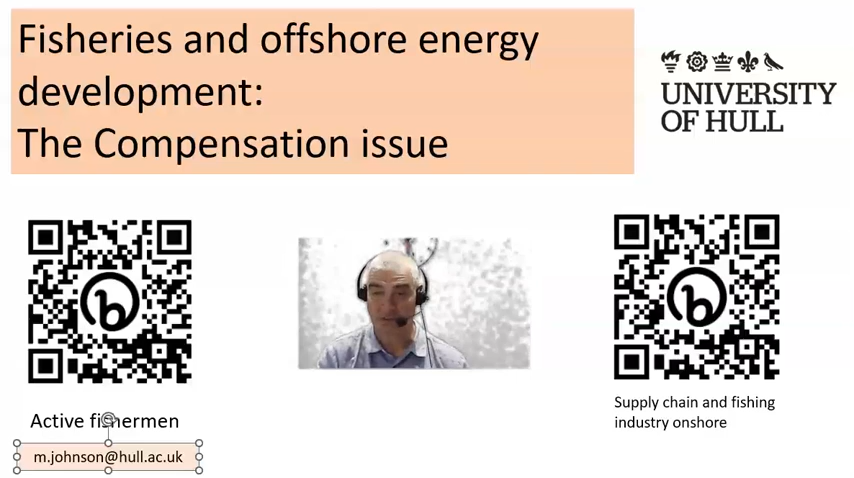 Fisheries and offshore energy
development:
The Compensation issue
UNIVERSITY
OF HULL
Active fishermen
m.johnson@hull.ac.uk
Supply chain and fishing
industry onshore